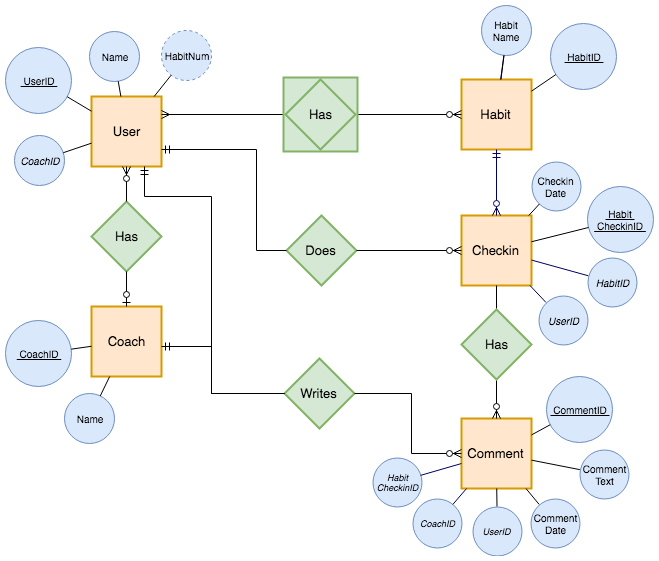 Habit
Name
Name
HabitNum
HabitID
UserID
Has
Habit
User
CoachID
Checkin
Date
Habit
CheckinID
Has
Does
Checkin
HabitID
UserID
Coach
CoachID
Has
Writes
Name
CommentID
Comment
Habit
CheckinID
Comment
Text
CoachID
UserID
Comment
Date